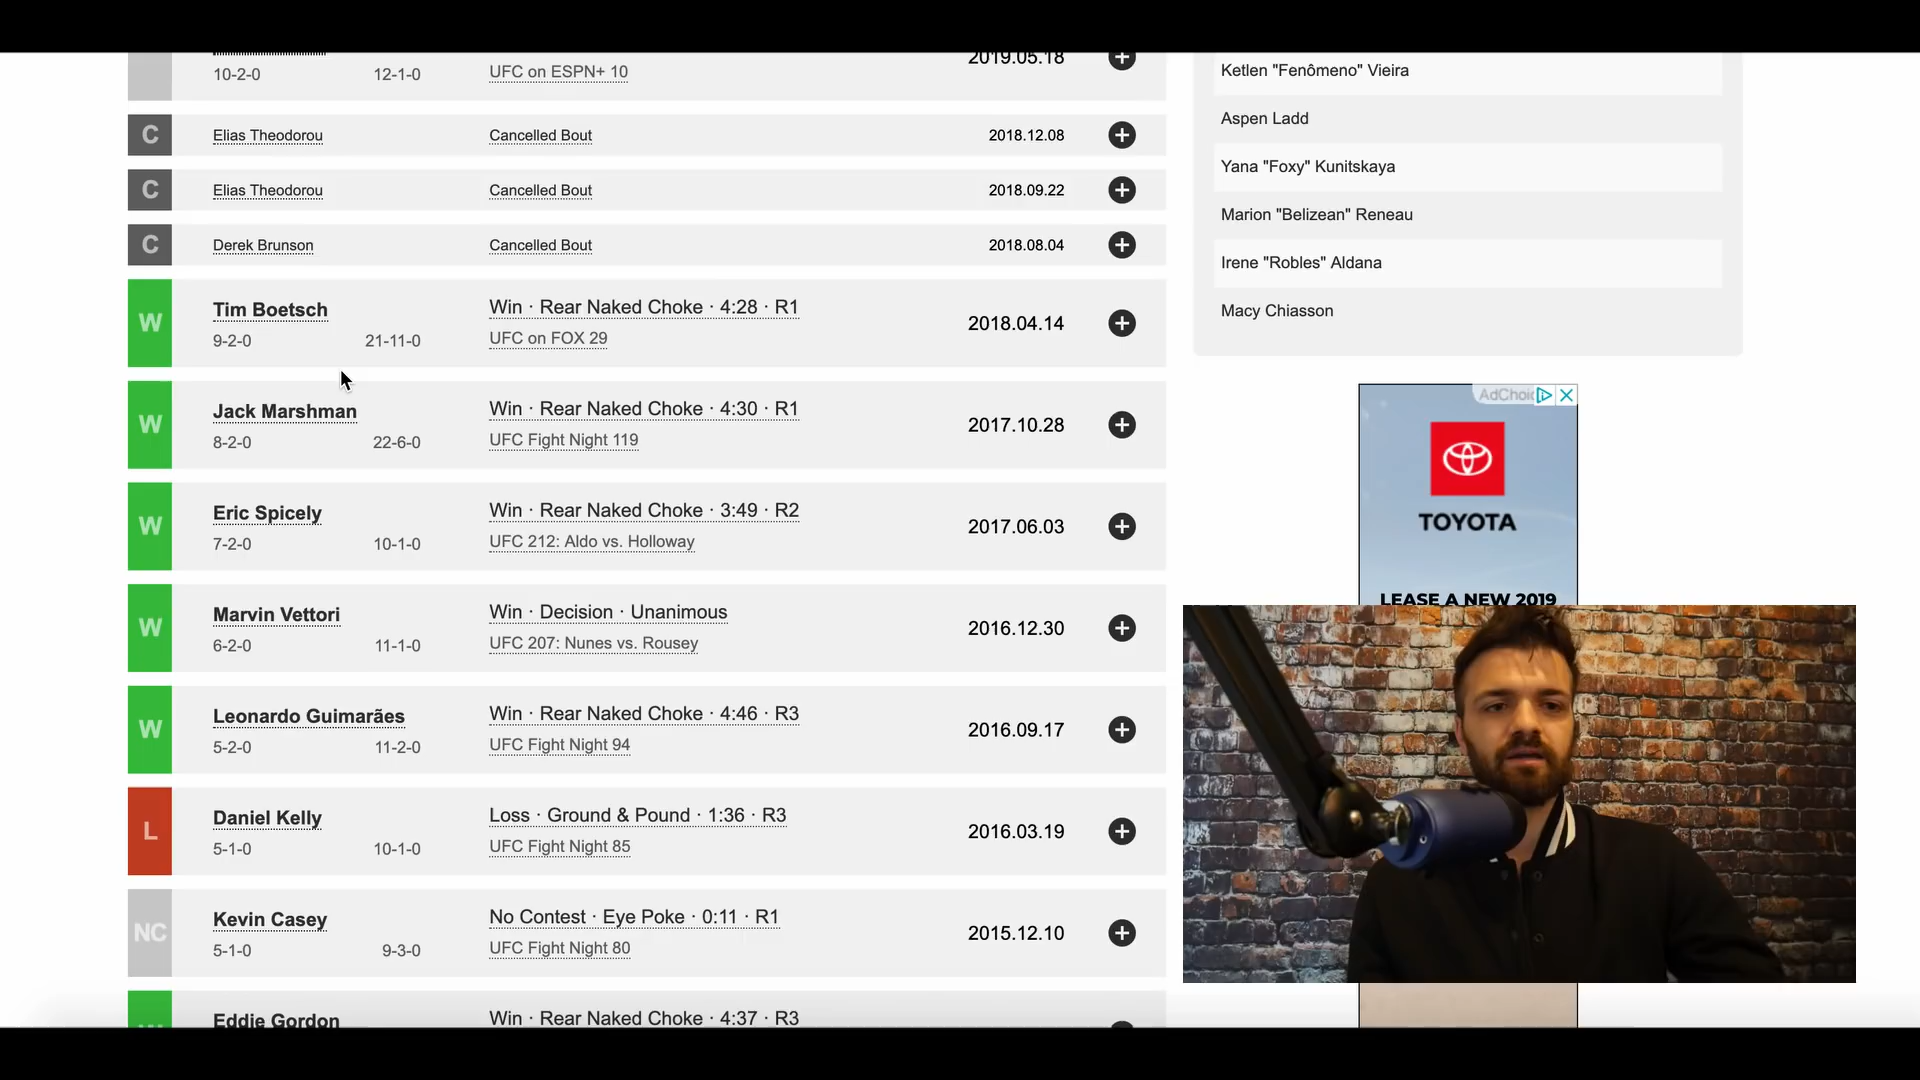 2019.05.18
10-2-0 12-1-0 UFC on ESPN+ 10
C Elias Theodorou Cancelled Bout 2018.12.08
C Elias Theodorou Cancelled Bout 2018.09.22
C Derek Brunson Cancelled Bout 2018.08.04
W Tim Boetsch Win · Rear Naked Choke · 4:28 · R1 2018.04.14
9-2-0 21-11-0 UFC on FOX 29
W Jack Marshman Win · Rear Naked Choke · 4:30 · R1 2017.10.28
8-2-0 22-6-0 UFC Fight Night 119
W Eric Spicely Win · Rear Naked Choke · 3:49 · R2 2017.06.03
7-2-0 10-1-0 UFC 212: Aldo vs. Holloway
W Marvin Vettori Win · Decision · Unanimous 2016.12.30
6-2-0 11-1-0 UFC 207: Nunes vs. Rousey
W Leonardo Guimarães Win · Rear Naked Choke · 4:46 · R3 2016.09.17
5-2-0 11-2-0 UFC Fight Night 94
L Daniel Kelly Loss · Ground & Pound · 1:36 · R3 2016.03.19
5-1-0 10-1-0 UFC Fight Night 85
NC Kevin Casey No Contest · Eye Poke · 0:11 · R1 2015.12.10
5-1-0 9-3-0 UFC Fight Night 80
Eddie Gordon Win · Rear Naked Choke · 4:37 · R3
Ketlen "Fenômeno" Vieira
Aspen Ladd
Yana "Foxy" Kunitskaya
Marion "Belizean" Reneau
Irene "Robles" Aldana
Macy Chiasson
TOYOTA
LEASE A NEW 2019